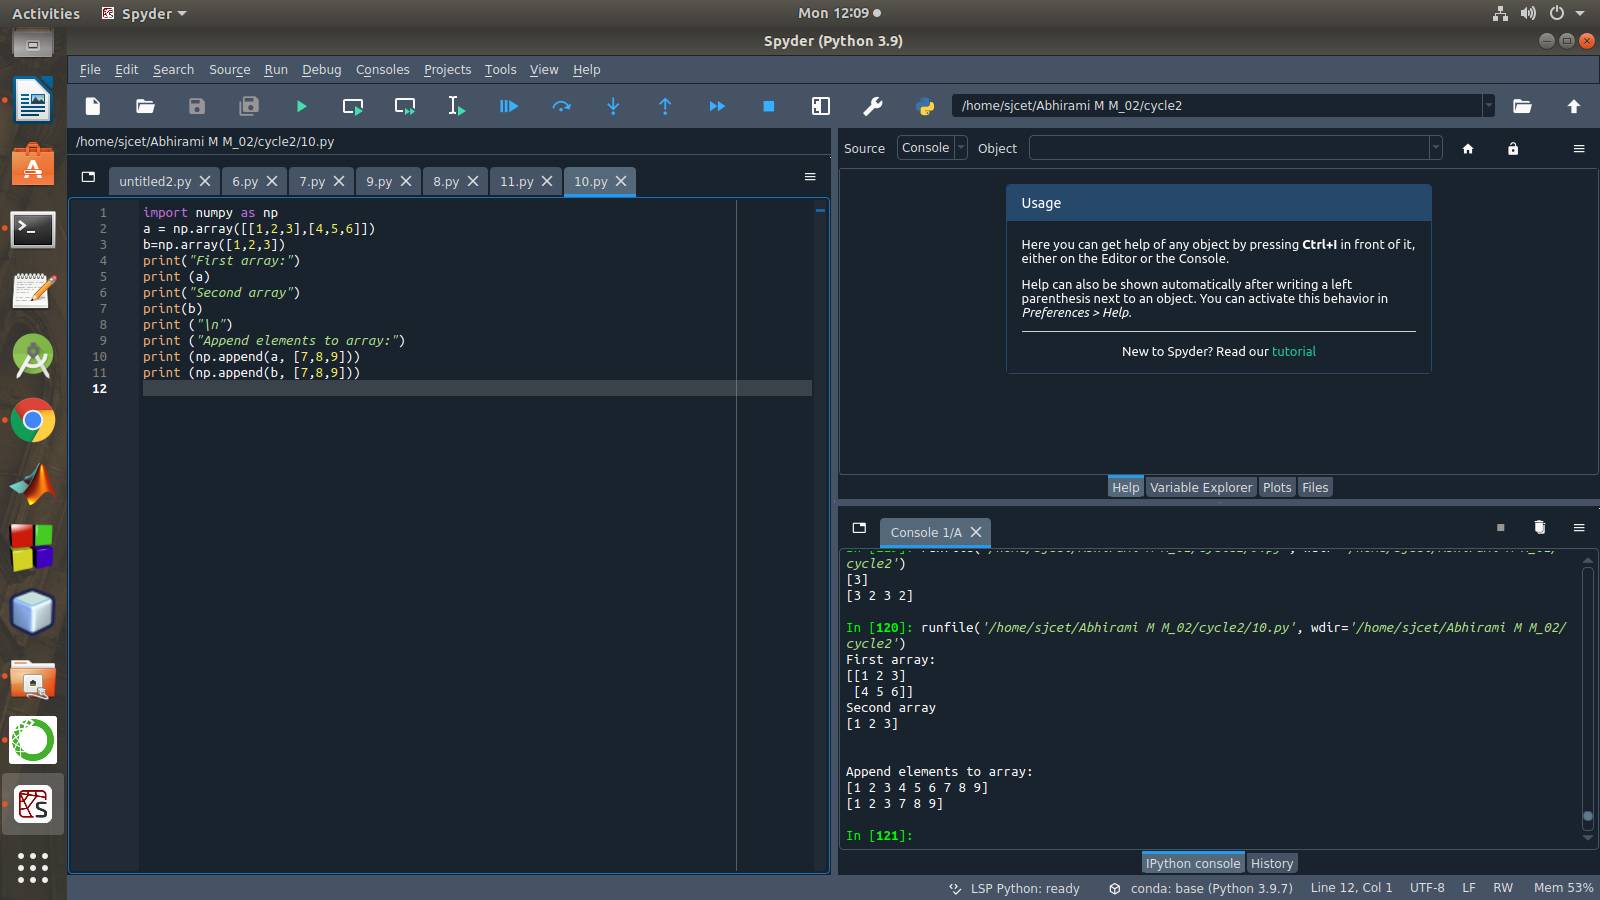 Activities Spyder Mon 12:09
Spyder (Python 3.9)
File Edit Search Source Run Debug Consoles Projects Tools View Help
/home/sjcet/Abhirami M M_02/cycle2
/home/sjcet/Abhirami M M_02/cycle2/10.py
untitled2.py 6.py 7.py 9.py 8.py 11.py 10.py
1 import numpy as np
2 a = np.array([[1,2,3],[4,5,6]])
3 b=np.array([1,2,3])
4 print("First array:")
5 print (a)
6 print("Second array")
7 print(b)
8 print ("\n")
9 print ("Append elements to array:")
10 print (np.append(a, [7,8,9]))
11 print (np.append(b, [7,8,9]))
12
Source Console Object
Usage
Here you can get help of any object by pressing Ctrl+I in front of it,
either on the Editor or the Console.
Help can also be shown automatically after writing a left
parenthesis next to an object. You can activate this behavior in
Preferences > Help.
New to Spyder? Read our tutorial
Help Variable Explorer Plots Files
Console 1/A
cycle2')
[3]
[3 2 3 2]
In [120]: runfile('/home/sjcet/Abhirami M M_02/cycle2/10.py', wdir='/home/sjcet/Abhirami M M_02/
cycle2')
First array:
[[1 2 3]
[4 5 6]]
Second array
[1 2 3]
Append elements to array:
[1 2 3 4 5 6 7 8 9]
[1 2 3 7 8 9]
In [121]:
IPython console History
LSP Python: ready conda: base (Python 3.9.7) Line 12, Col 1 UTF-8 LF RW Mem 53%